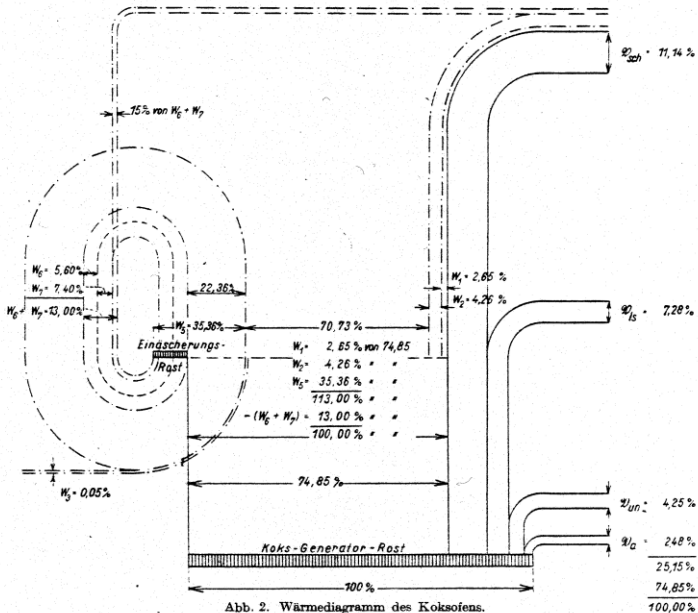 𝔚sch = 11,14 %
15% von W6 + W7
W6 = 5,60%
W7 = 7,40%
W6 + W7 = 13,00%
22,36%
W5 = 35,36%
70,73%
W1 = 2,65 %
W2 = 4,26 %
𝔚ls = 7,28 %
Einäscherungs-
Rost
W1 = 2,65 % von 74,85
W2 = 4,26 % " "
W5 = 35,36 % " "
113,00 % " "
- (W6 + W7) = 13,00 % " "
100,00 % " "
W3 = 0,05%
74,85 %
𝔚un = 4,25 %
𝔚a = 2,48 %
25,15 %
74,85 %
100,00 %
Koks-Generator-Rost
100 %
Abb. 2. Wärmediagramm des Koksofens.